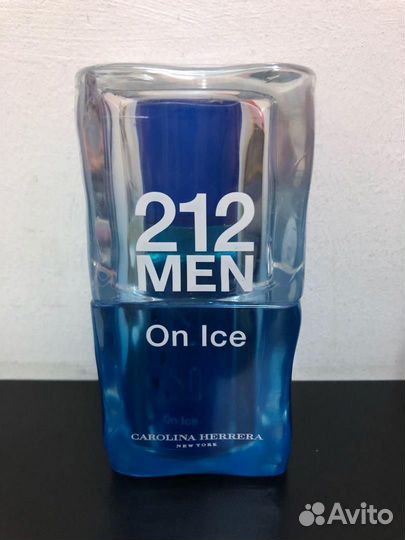 212
MEN
On Ice
On Ice
CAROLINA HERRERA
NEW YORK
Avito